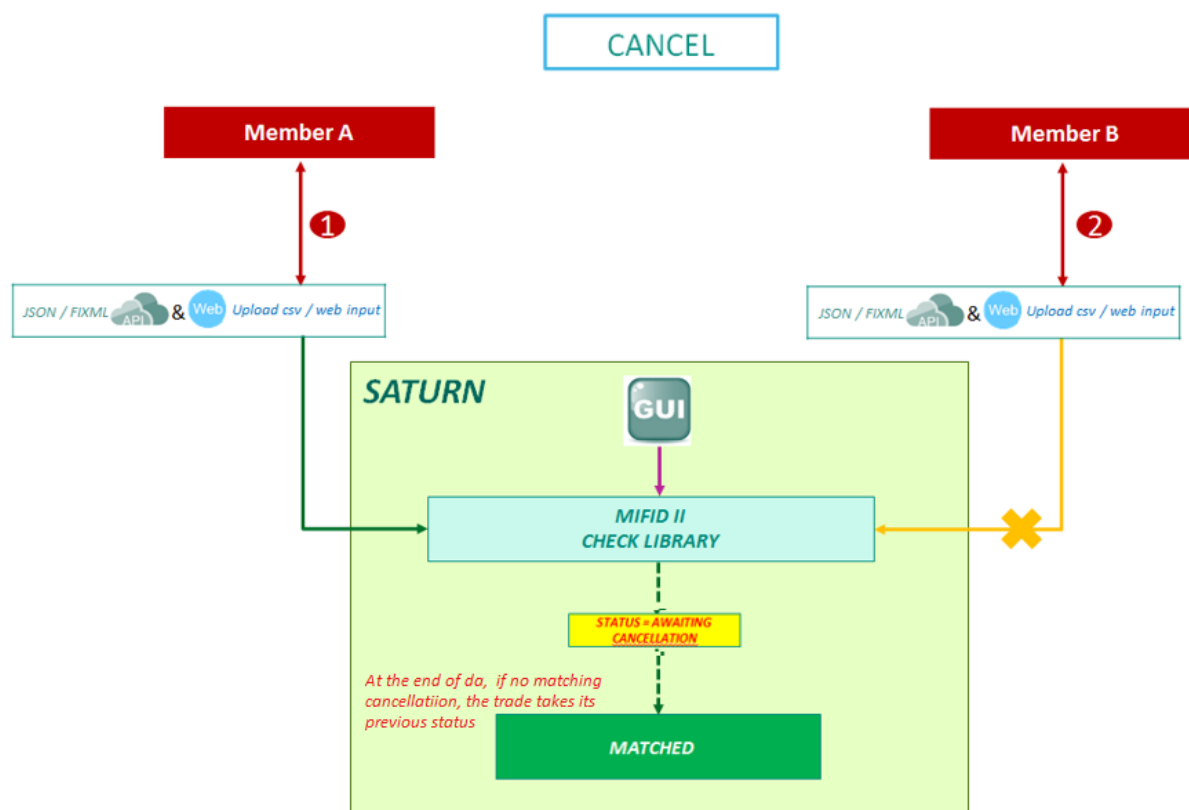 CANCEL
Member A
Member B
1
2
JSON / FIXML API & Web Upload csv / web input
JSON / FIXML API & Web Upload csv / web input
SATURN
GUI
MIFID II
CHECK LIBRARY
STATUS = AWAITING
CANCELLATION
At the end of da, if no matching
cancellatiion, the trade takes its
previous status
MATCHED